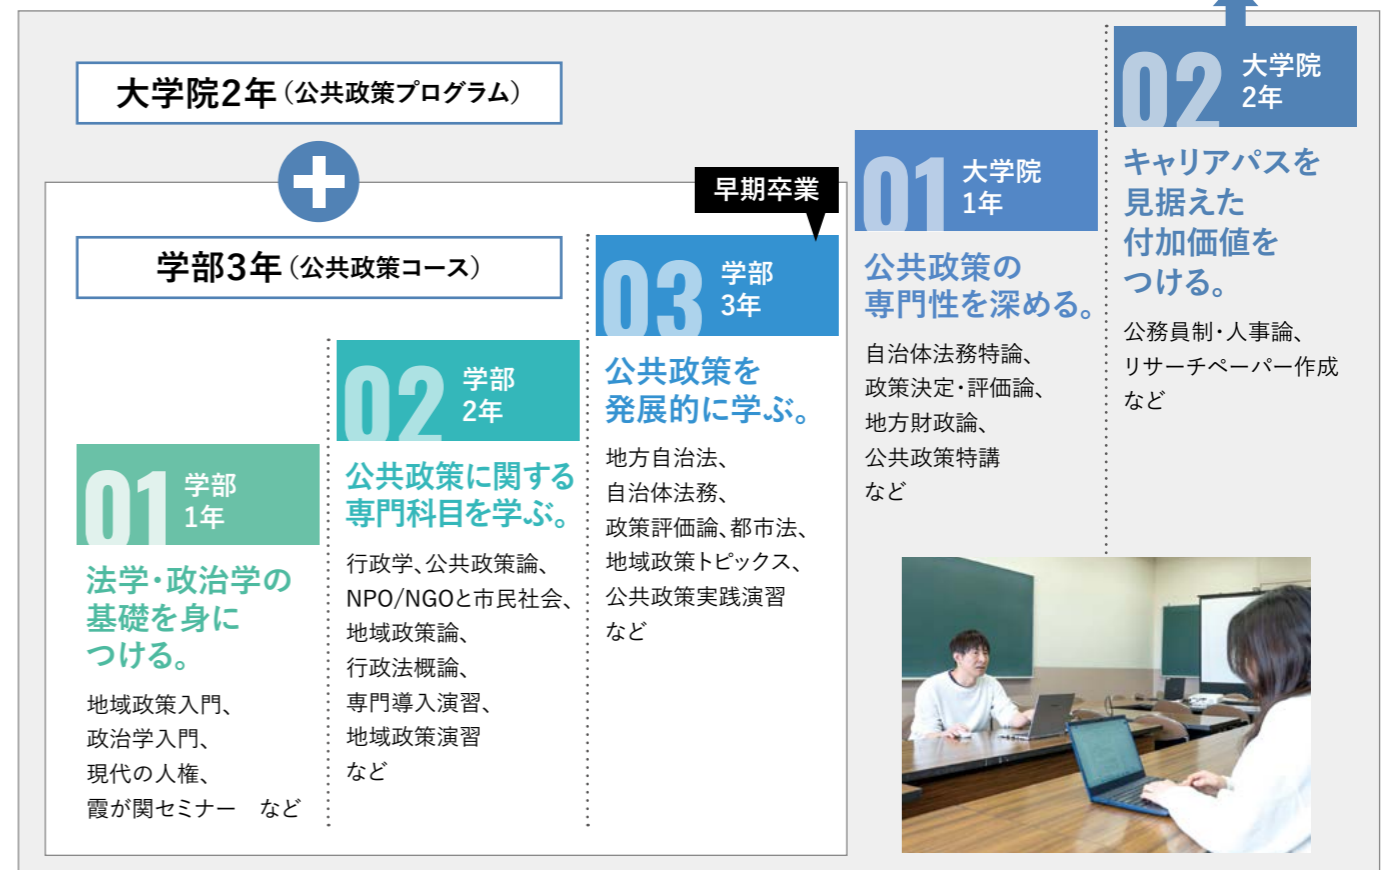 大学院2年（公共政策プログラム）
学部3年（公共政策コース）
早期卒業
01 学部
1年
法学・政治学の
基礎を身に
つける。
地域政策入門、
政治学入門、
現代の人権、
霞が関セミナー　など
02 学部
2年
公共政策に関する
専門科目を学ぶ。
行政学、公共政策論、
NPO/NGOと市民社会、
地域政策論、
行政法概論、
専門導入演習、
地域政策演習
など
03 学部
3年
公共政策を
発展的に学ぶ。
地方自治法、
自治体法務、
政策評価論、都市法、
地域政策トピックス、
公共政策実践演習
など
01 大学院
1年
公共政策の
専門性を深める。
自治体法務特論、
政策決定・評価論、
地方財政論、
公共政策特講
など
02 大学院
2年
キャリアパスを
見据えた
付加価値を
つける。
公務員制・人事論、
リサーチペーパー作成
など